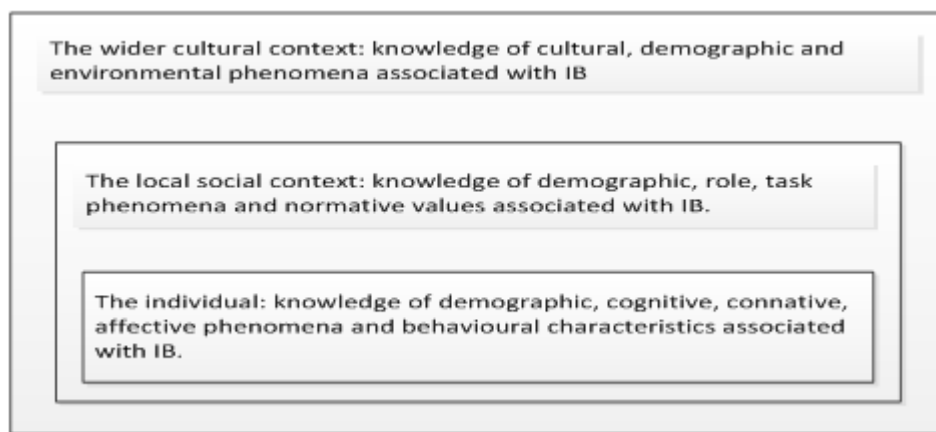 The wider cultural context: knowledge of cultural, demographic and
environmental phenomena associated with IB
The local social context: knowledge of demographic, role, task
phenomena and normative values associated with IB.
The individual: knowledge of demographic, cognitive, connative,
affective phenomena and behavioural characteristics associated
with IB.